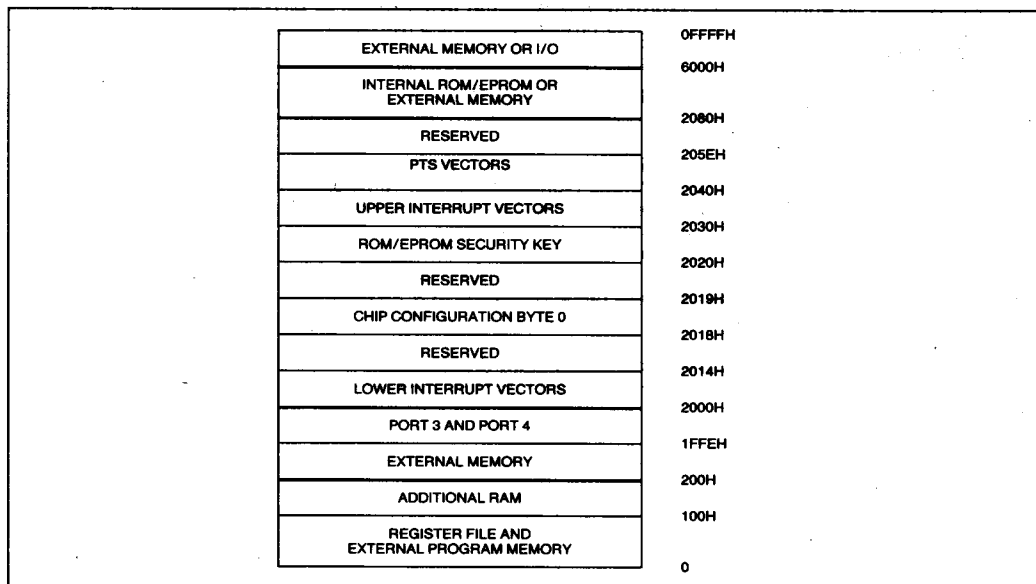 0FFFFH
EXTERNAL MEMORY OR I/O
6000H
INTERNAL ROM/EPROM OR
EXTERNAL MEMORY
2080H
RESERVED
205EH
PTS VECTORS
2040H
UPPER INTERRUPT VECTORS
2030H
ROM/EPROM SECURITY KEY
2020H
RESERVED
2019H
CHIP CONFIGURATION BYTE 0
2018H
RESERVED
2014H
LOWER INTERRUPT VECTORS
2000H
PORT 3 AND PORT 4
1FFEH
EXTERNAL MEMORY
200H
ADDITIONAL RAM
100H
REGISTER FILE AND
EXTERNAL PROGRAM MEMORY
0